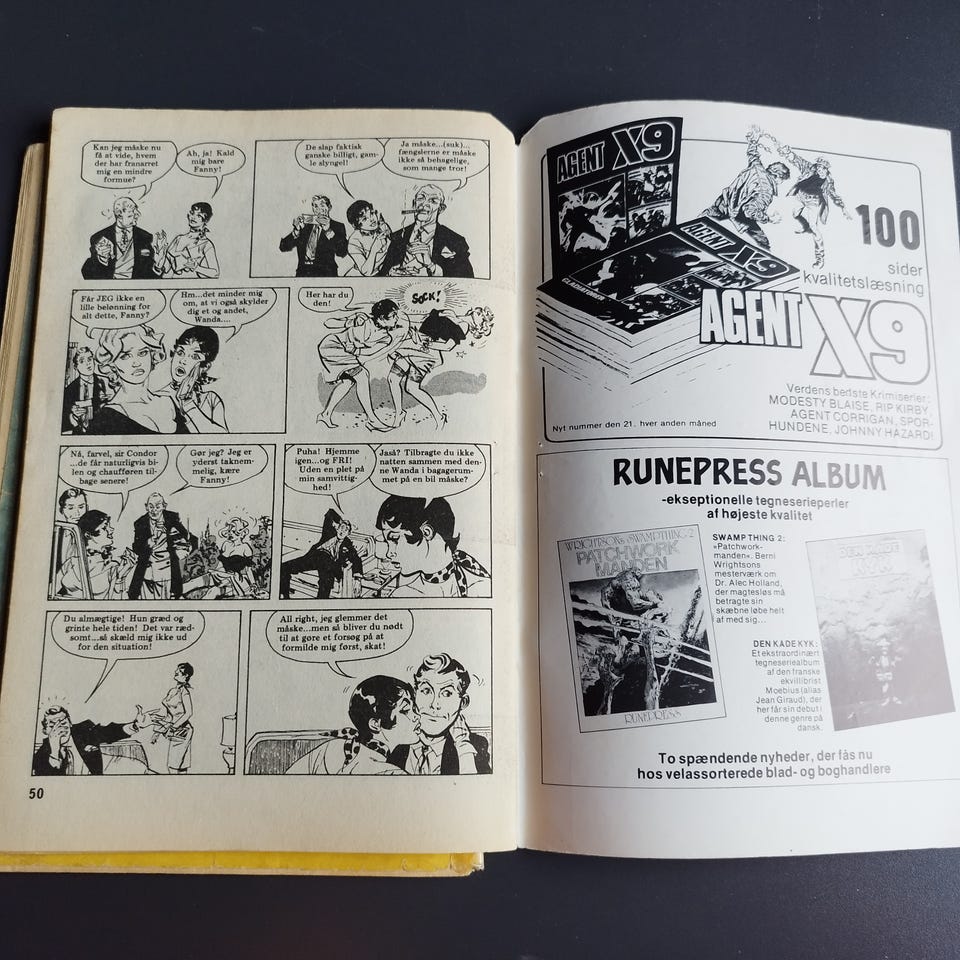 Kan jeg måske nu
få at vide, hvem
der har franarret
mig en mindre
formue?
Ah, ja! Kald
mig bare
Fanny!
De slap faktisk
ganske billigt, gam-
le slyngel!
Ja måske...(suk)...
fængslerne er måske
ikke så behagelige,
som mange tror!
Får JEG ikke en
lille belønning for
alt dette, Fanny?
Hm...det minder mig
om, at vi også skylder
dig et og andet,
Wanda....
Her har du
den!
SOCK!
Nå, farvel, sir Condor
...de får naturligvis bi-
len og chaufføren til-
bage senere!
Gør jeg? Jeg er
yderst taknem-
melig, kære
Fanny!
Puha! Hjemme
igen...og FRI!
Uden en plet på
min samvittig-
hed!
Jaså? Tilbragte du ikke
natten sammen med den-
ne Wanda i bagagerum-
met på en bil måske?
Du almægtige! Hun græd og
grinte hele tiden! Det var ræd-
somt...så skæld mig ikke ud
for den situation!
All right, jeg glemmer det
måske...men så bliver du nødt
til at gøre et forsøg på at
formilde mig først, skat!
50
AGENT X9
AGENT X9
GLADIATOREN
100
sider
kvalitetslæsning
AGENT X9
Verdens bedste Krimiserier:
MODESTY BLAISE, RIP KIRBY,
AGENT CORRIGAN, SPOR-
HUNDENE, JOHNNY HAZARD!
Nyt nummer den 21. hver anden måned
RUNEPRESS ALBUM
-ekseptionelle tegneserieperler
af højeste kvalitet
WRIGHTSONS SWAMPTHING 2
PATCHWORK
MANDEN
RUNEPRESS
SWAMP THING 2:
»Patchwork-
manden«. Berni
Wrightsons
mesterværk om
Dr. Alec Holland,
der magtesløs må
betragte sin
skæbne løbe helt
af med sig...
DEN KÅDE
KYK
DEN KÅDE KYK:
Et ekstraordinært
tegneseriealbum
af den franske
ekvillibrist
Moebius (alias
Jean Giraud), der
her får sin debut i
denne genre på
dansk.
To spændende nyheder, der fås nu
hos velassorterede blad- og boghandlere